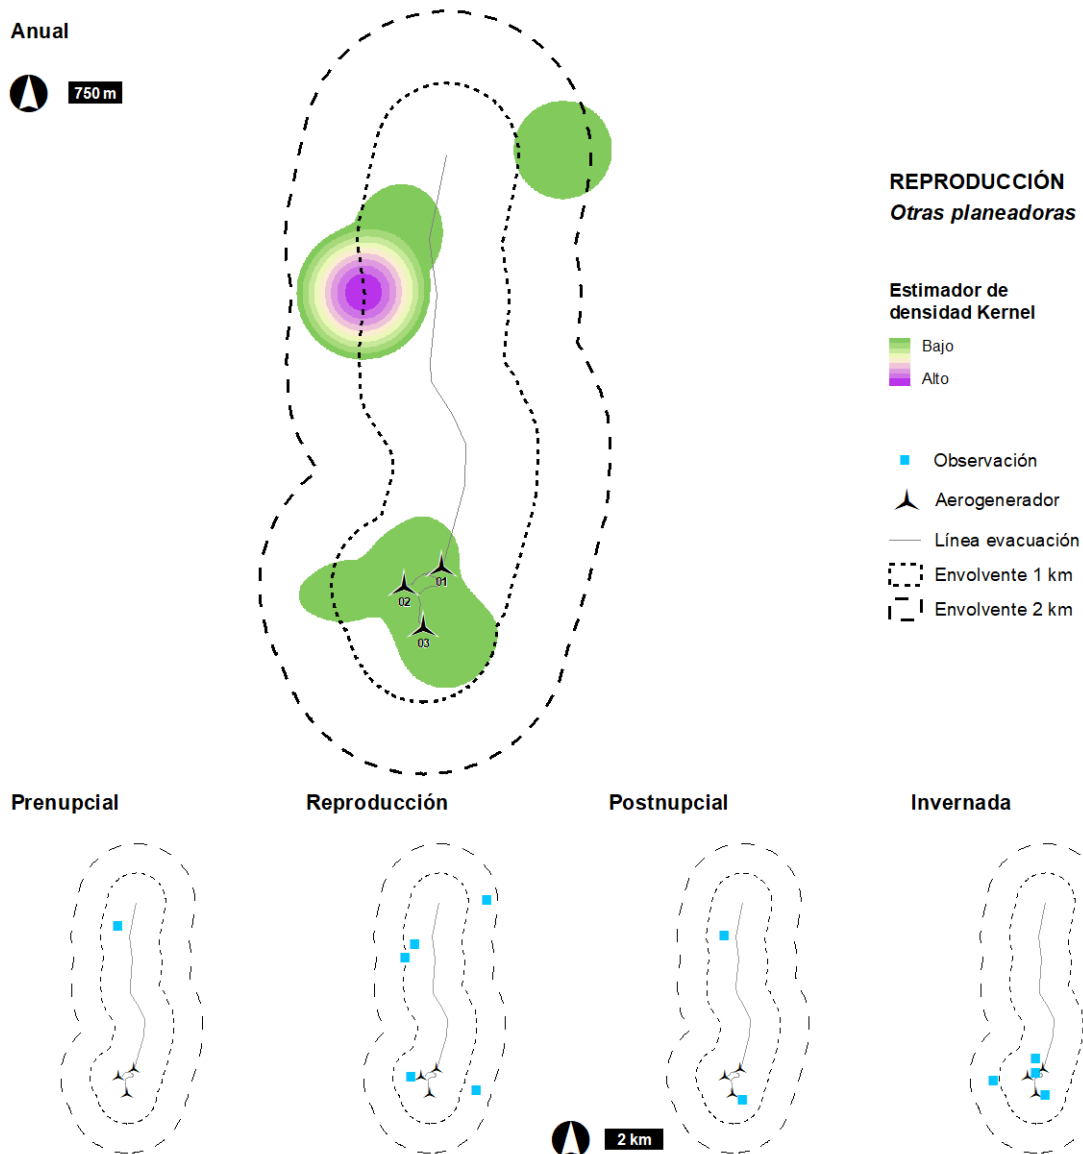 Anual
750 m
REPRODUCCIÓN
Otras planeadoras
Estimador de
densidad Kernel
Bajo
Alto
Observación
Aerogenerador
Línea evacuación
Envolvente 1 km
Envolvente 2 km
01
02
03
Prenupcial
Reproducción
Postnupcial
Invernada
2 km